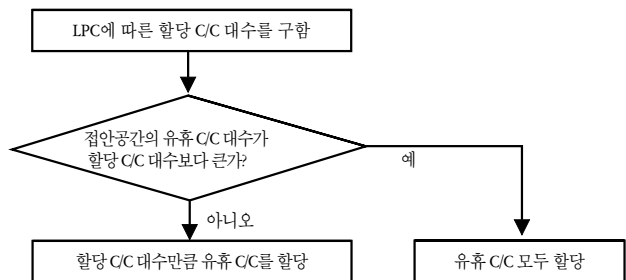 LPC에 따른 할당 C/C 대수를 구함
접안공간의 유휴 C/C 대수가
할당 C/C 대수보다 큰가?
예
아니오
할당 C/C 대수만큼 유휴 C/C를 할당
유휴 C/C 모두 할당